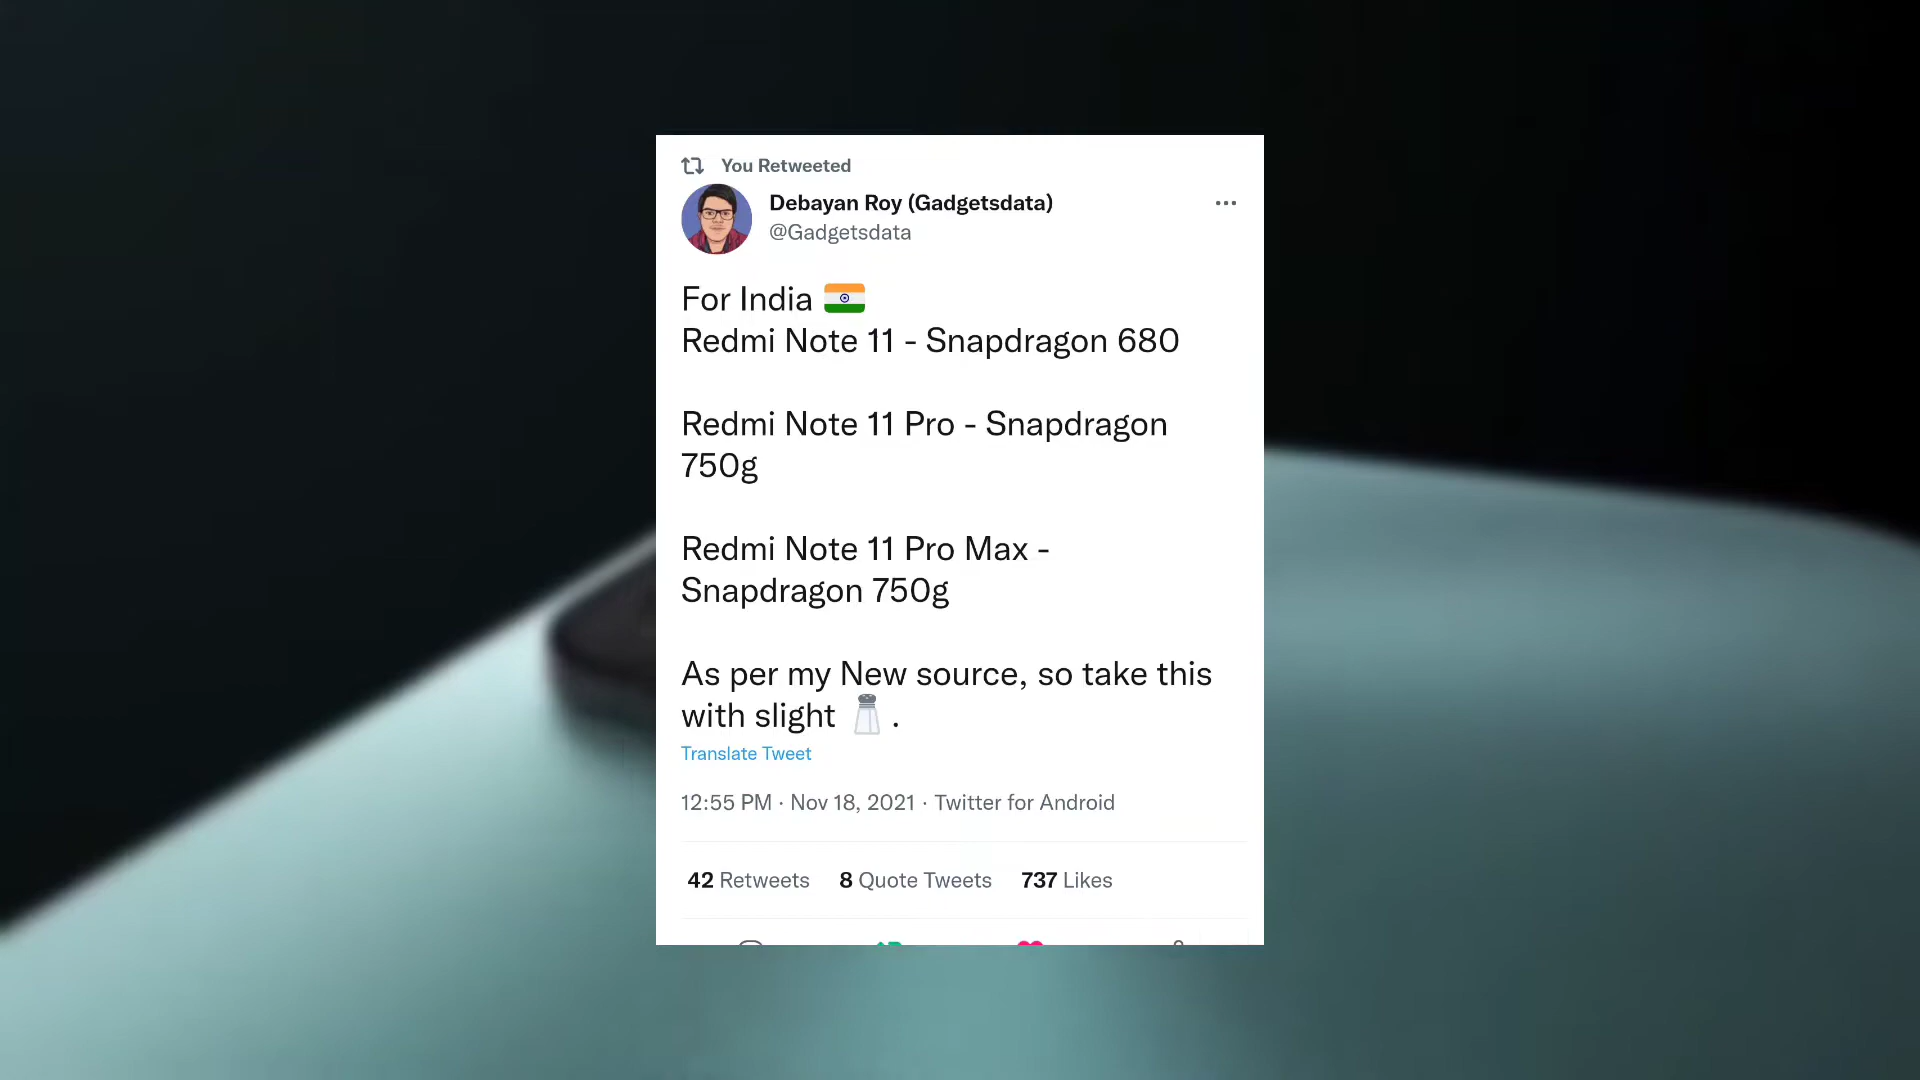 You Retweeted
Debayan Roy (Gadgetsdata)
@Gadgetsdata
For India 🇮🇳
Redmi Note 11 - Snapdragon 680
Redmi Note 11 Pro - Snapdragon
750g
Redmi Note 11 Pro Max -
Snapdragon 750g
As per my New source, so take this
with slight 🧂 .
Translate Tweet
12:55 PM · Nov 18, 2021 · Twitter for Android
42 Retweets 8 Quote Tweets 737 Likes